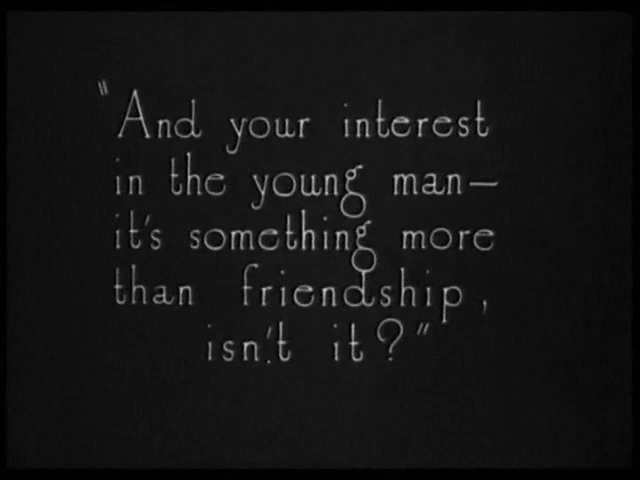 "And your interest
in the young man—
it's something more
than friendship,
isn't it?"